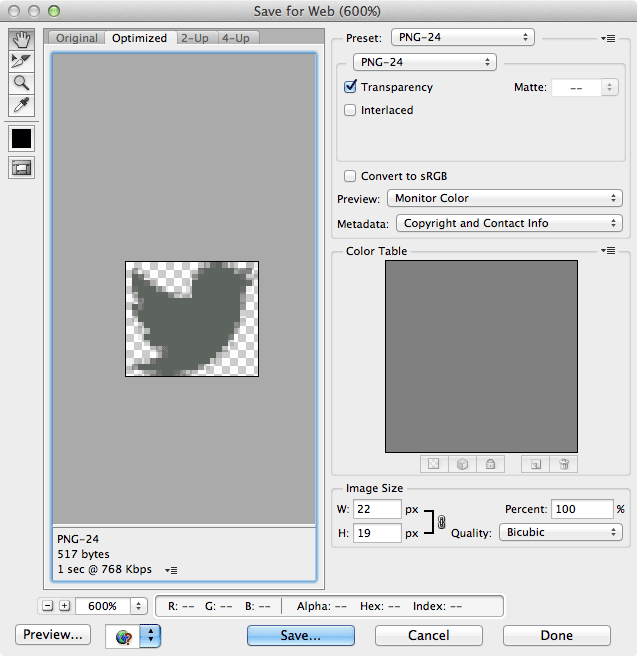 Save for Web (600%)
Original Optimized 2-Up 4-Up
Preset: PNG-24
PNG-24
Transparency Matte: --
Interlaced
Convert to sRGB
Preview: Monitor Color
Metadata: Copyright and Contact Info
Color Table
Image Size
W: 22 px Percent: 100 %
H: 19 px Quality: Bicubic
PNG-24
517 bytes
1 sec @ 768 Kbps
600% R: -- G: -- B: -- Alpha: -- Hex: -- Index: --
Preview... Save... Cancel Done